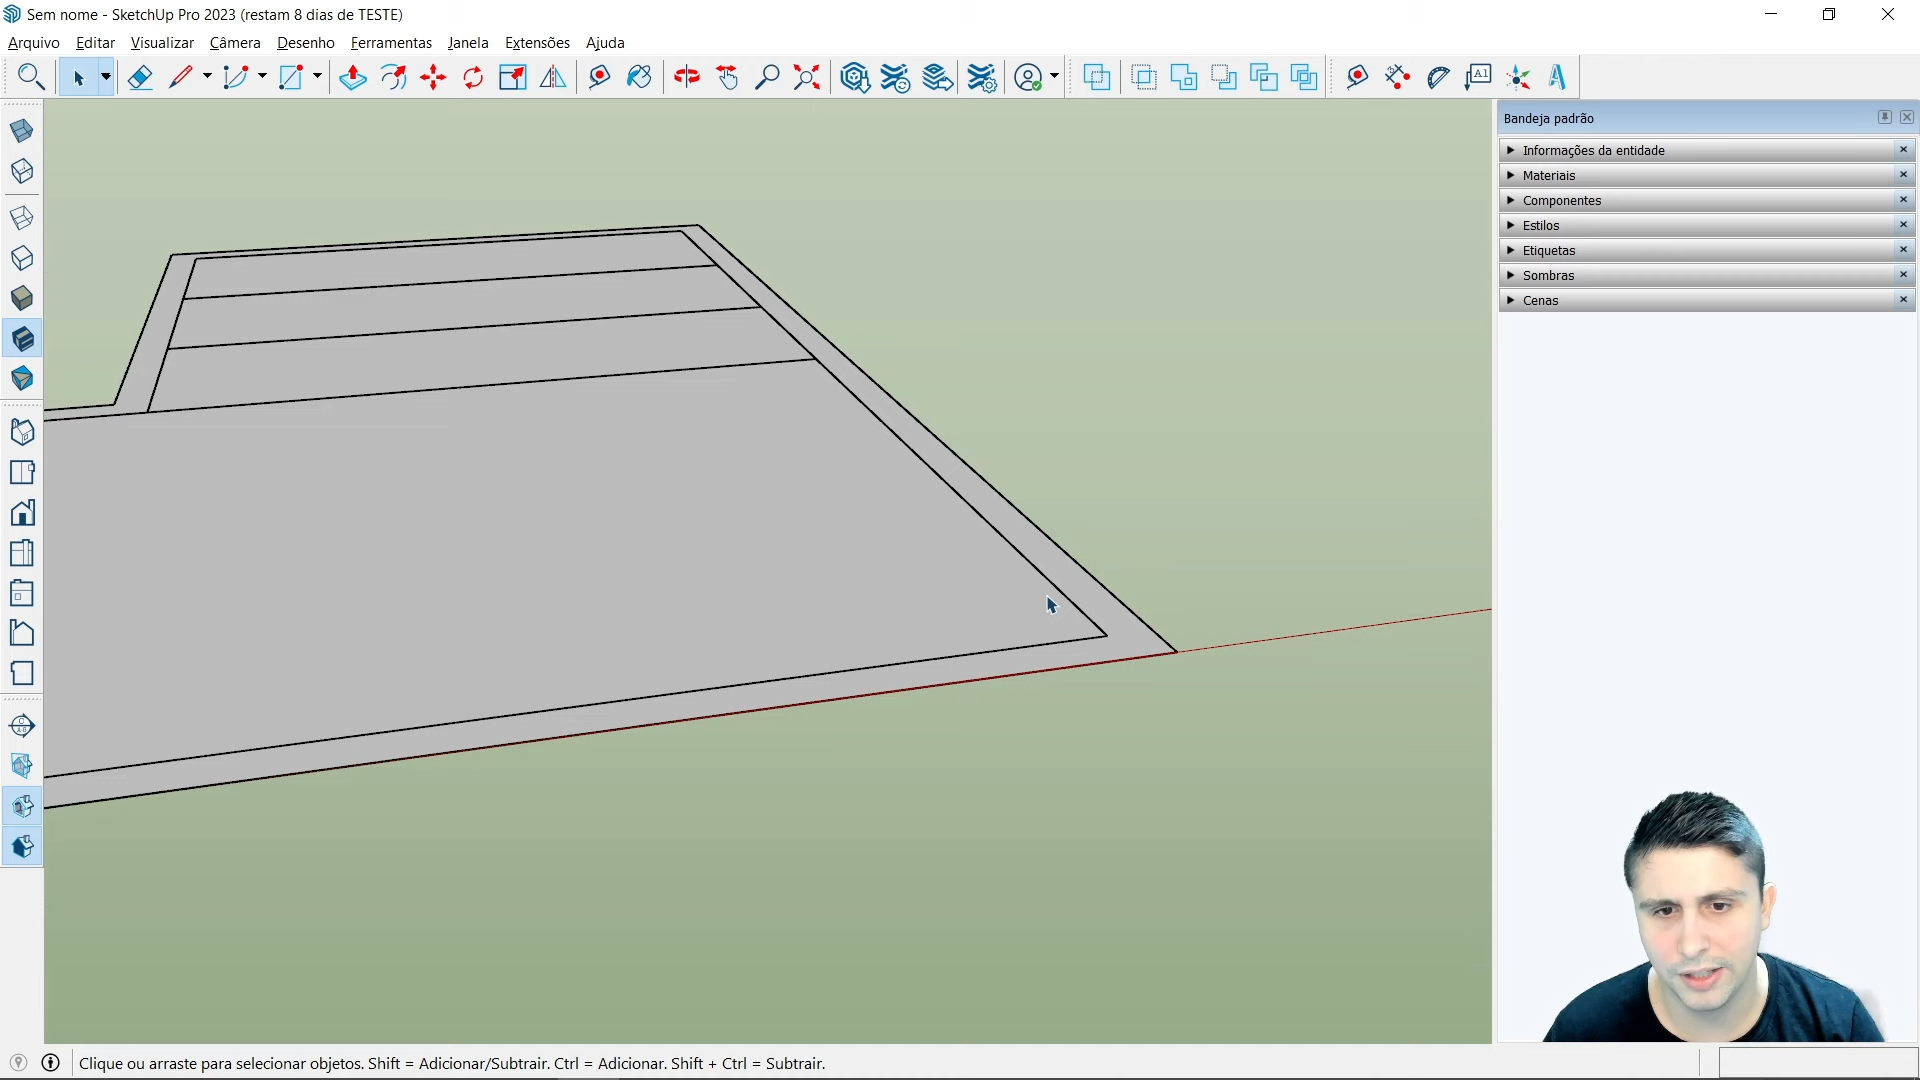 Sem nome - SketchUp Pro 2023 (restam 8 dias de TESTE)
Arquivo Editar Visualizar Câmera Desenho Ferramentas Janela Extensões Ajuda
A1
Bandeja padrão
Informações da entidade
Materiais
Componentes
Estilos
Etiquetas
Sombras
Cenas
Clique ou arraste para selecionar objetos. Shift = Adicionar/Subtrair. Ctrl = Adicionar. Shift + Ctrl = Subtrair.